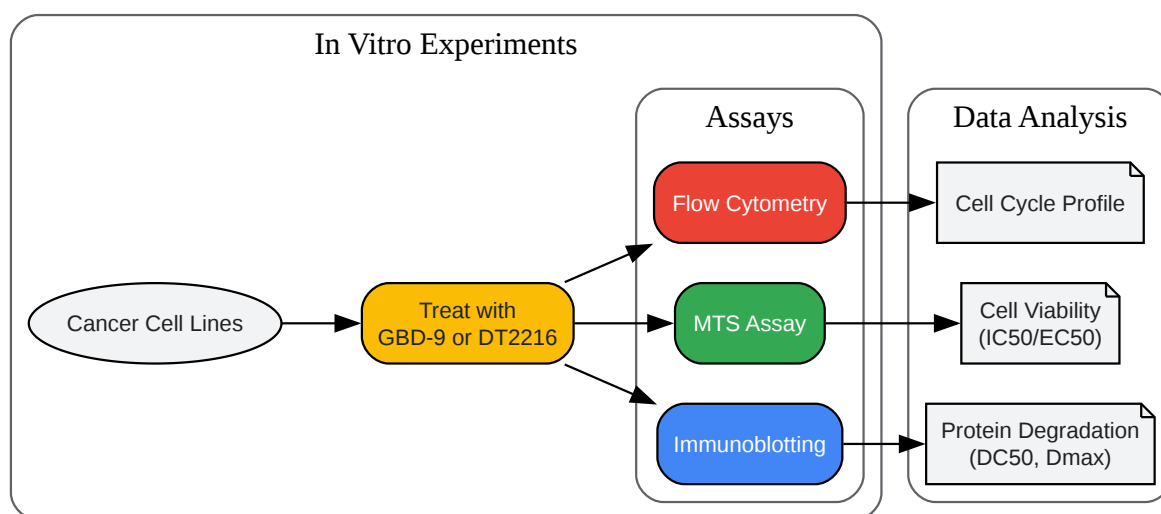 In Vitro Experiments
Assays
Data Analysis
Flow Cytometry
Cell Cycle Profile
Cancer Cell Lines
Treat with
GBD-9 or DT2216
MTS Assay
Cell Viability
(IC50/EC50)
Immunoblotting
Protein Degradation
(DC50, Dmax)